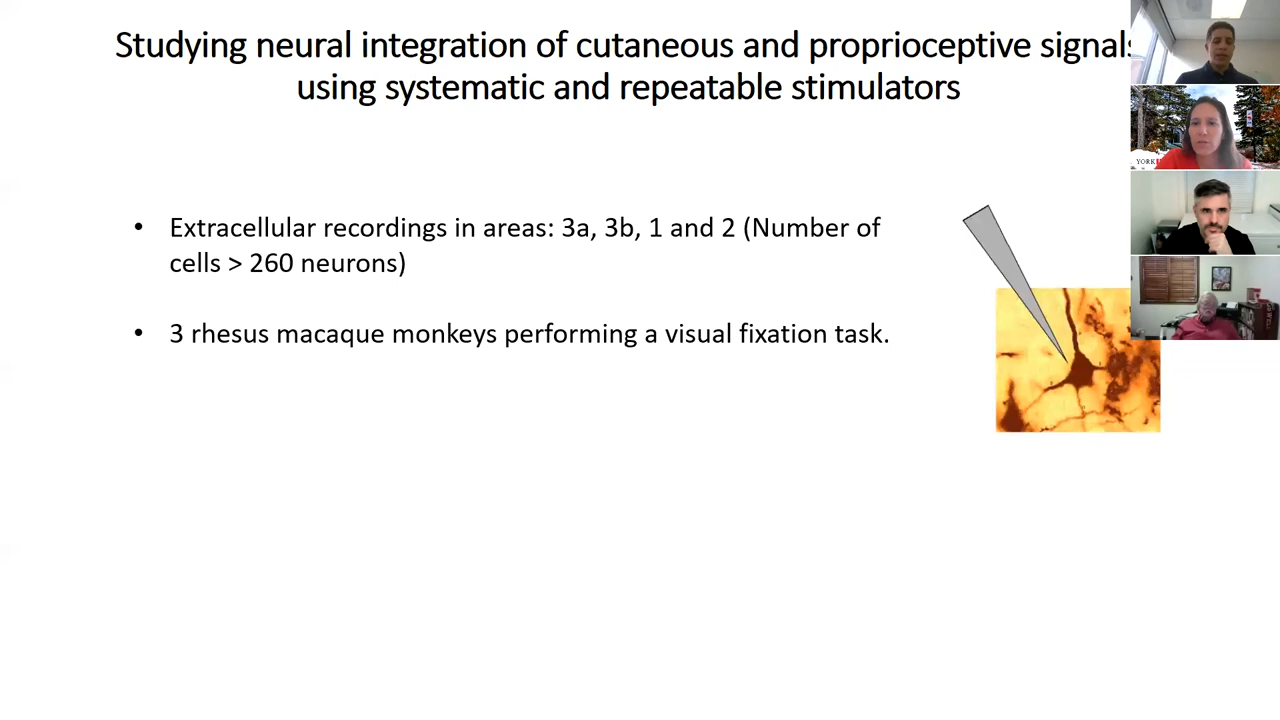 Studying neural integration of cutaneous and proprioceptive signals
using systematic and repeatable stimulators
• Extracellular recordings in areas: 3a, 3b, 1 and 2 (Number of
cells > 260 neurons)
• 3 rhesus macaque monkeys performing a visual fixation task.
YORK